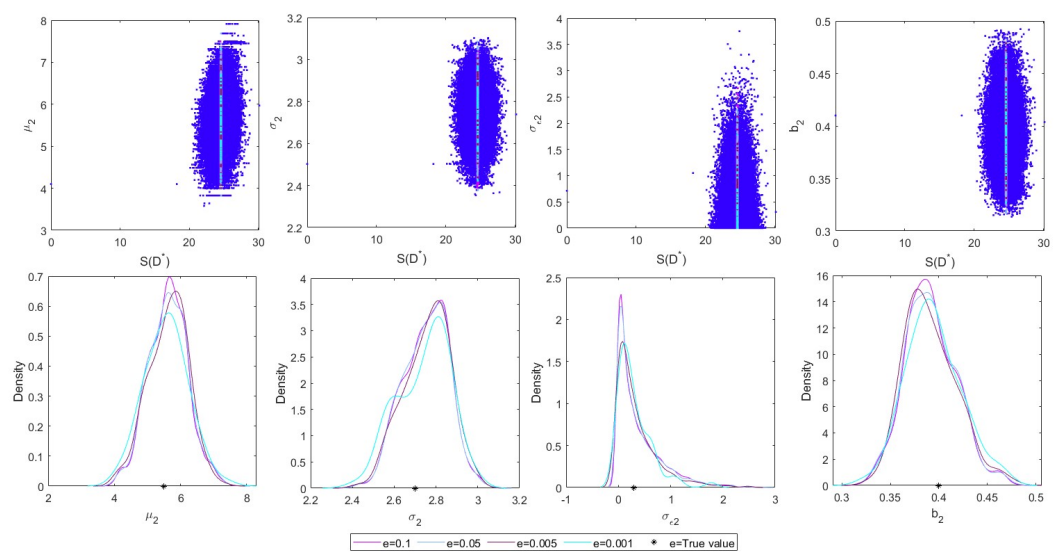 8
7
6
5
4
3
μ2
0 10 20 30
S(D*)
3.2
3
2.8
2.6
2.4
2.2
σ2
0 10 20 30
S(D*)
4
3.5
3
2.5
2
1.5
1
0.5
0
σϵ2
0 10 20 30
S(D*)
0.5
0.45
0.4
0.35
0.3
b2
0 10 20 30
S(D*)
0.7
0.6
0.5
0.4
0.3
0.2
0.1
0
Density
2 4 6 8
μ2
4
3.5
3
2.5
2
1.5
1
0.5
0
Density
2.2 2.4 2.6 2.8 3 3.2
σ2
2.5
2
1.5
1
0.5
0
Density
-1 0 1 2 3
σϵ2
16
14
12
10
8
6
4
2
0
Density
0.3 0.35 0.4 0.45 0.5
b2
e=0.1 e=0.05 e=0.005 e=0.001 * e=True value